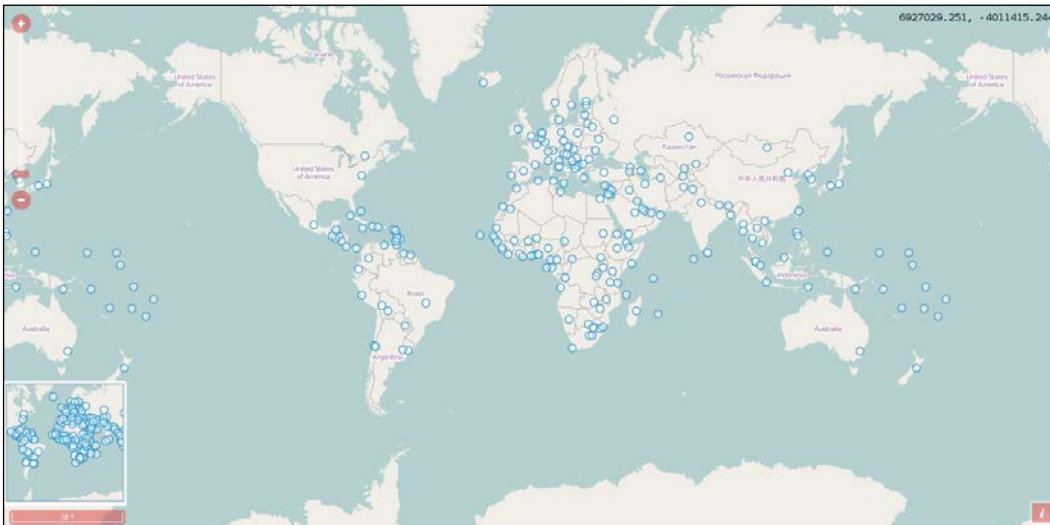 6927029.251, -4011415.244
Canada
United States
of America
Российская Федерация
United States
of America
Казахстан
United States
of America
中华人民共和国
Indonesia
Brasil
Australia
Australia
Argentina
10 °
i